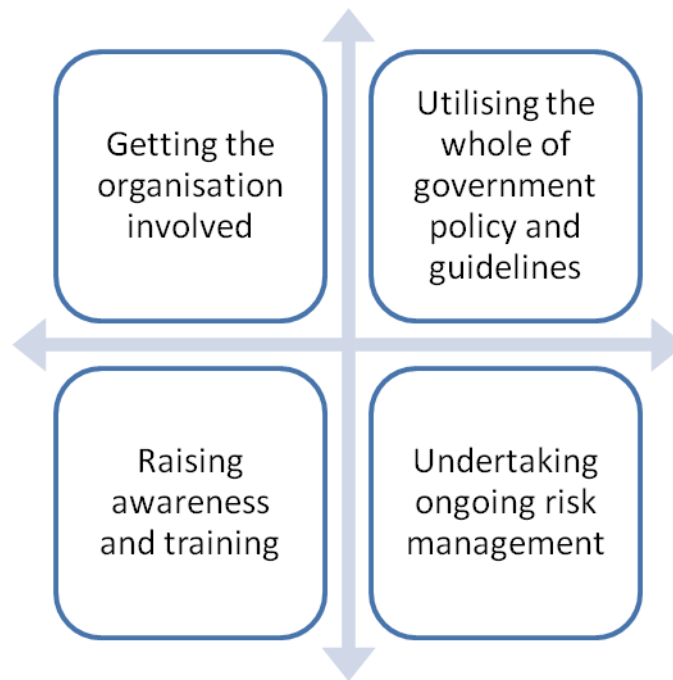 Getting the
organisation
involved
Utilising the
whole of
government
policy and
guidelines
Raising
awareness
and training
Undertaking
ongoing risk
management